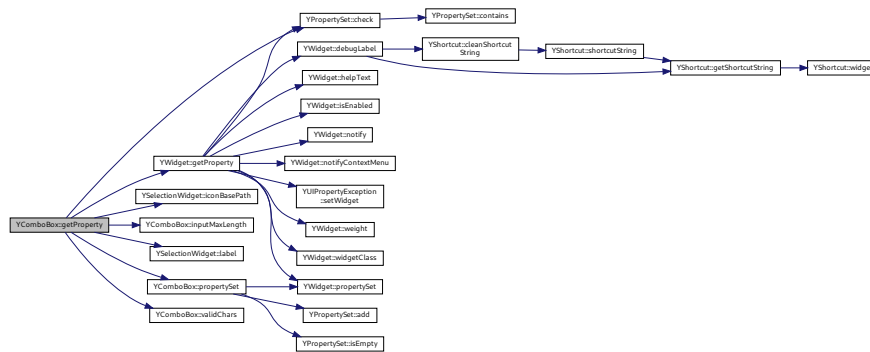 YPropertySet::check
YPropertySet::contains
YWidget::debugLabel
YShortcut::cleanShortcut
String
YShortcut::shortcutString
YShortcut::getShortcutString
YShortcut::widge
YWidget::helpText
YWidget::isEnabled
YWidget::notify
YWidget::getProperty
YWidget::notifyContextMenu
YSelectionWidget::iconBasePath
YUIPropertyException
::setWidget
YComboBox::getProperty
YComboBox::inputMaxLength
YWidget::weight
YSelectionWidget::label
YWidget::widgetClass
YComboBox::propertySet
YWidget::propertySet
YComboBox::validChars
YPropertySet::add
YPropertySet::isEmpty